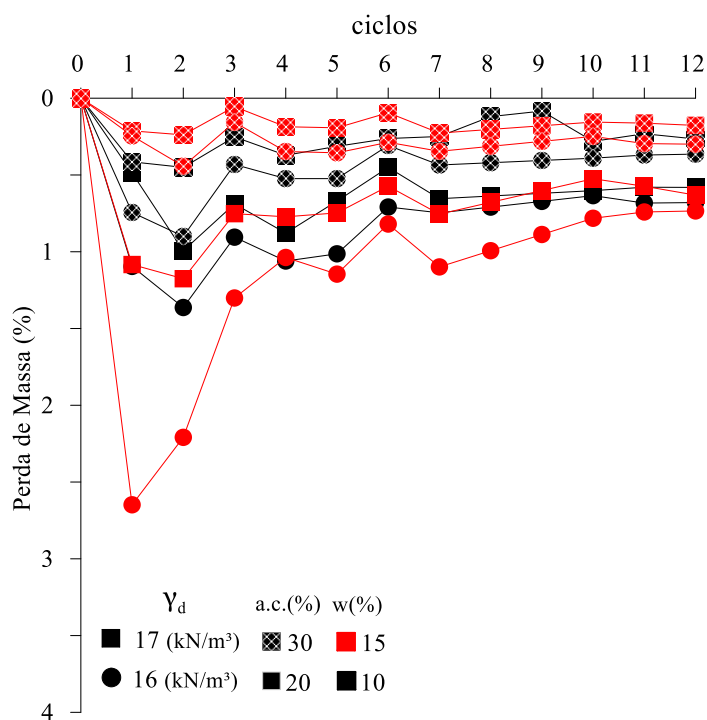 ciclos
0 1 2 3 4 5 6 7 8 9 10 11 12
0
1
2
3
4
Perda de Massa (%)
γd a.c.(%) w(%)
17 (kN/m³) 30 15
16 (kN/m³) 20 10